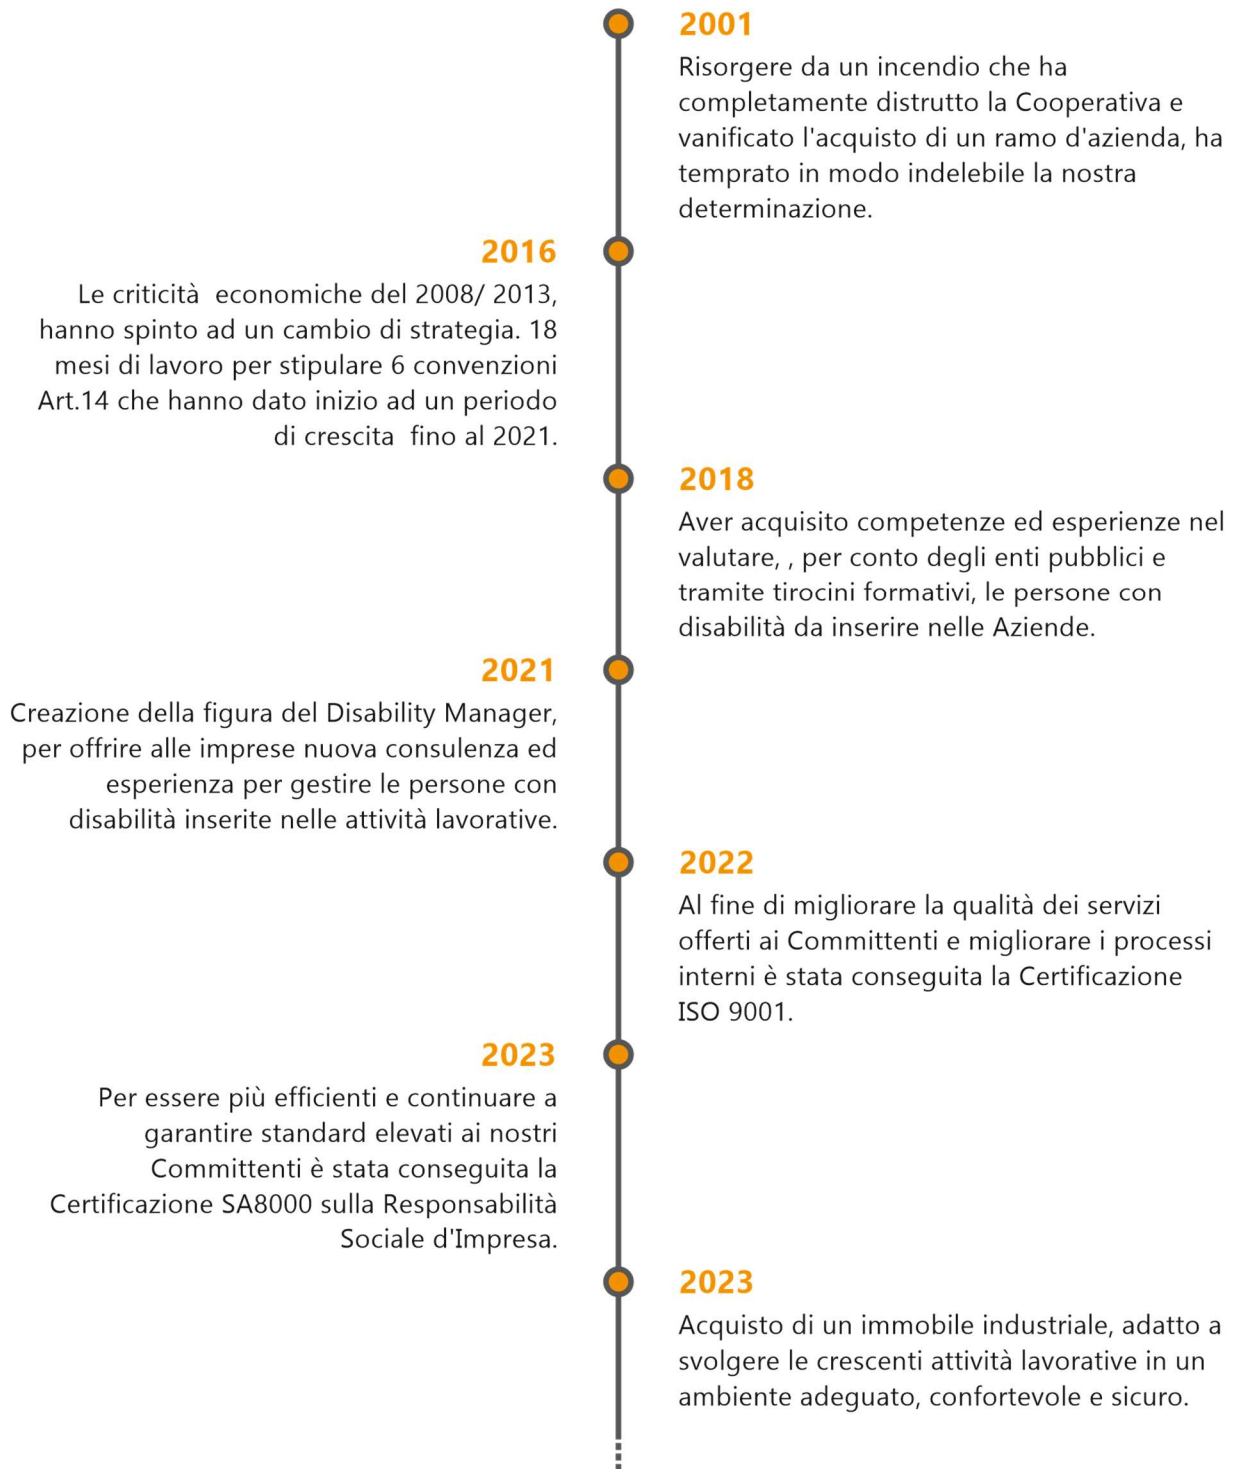 2001
Risorgere da un incendio che ha
completamente distrutto la Cooperativa e
vanificato l'acquisto di un ramo d'azienda, ha
temprato in modo indelebile la nostra
determinazione.
2016
Le criticità  economiche del 2008/ 2013,
hanno spinto ad un cambio di strategia. 18
mesi di lavoro per stipulare 6 convenzioni
Art.14 che hanno dato inizio ad un periodo
di crescita  fino al 2021.
2018
Aver acquisito competenze ed esperienze nel
valutare, , per conto degli enti pubblici e
tramite tirocini formativi, le persone con
disabilità da inserire nelle Aziende.
2021
Creazione della figura del Disability Manager,
per offrire alle imprese nuova consulenza ed
esperienza per gestire le persone con
disabilità inserite nelle attività lavorative.
2022
Al fine di migliorare la qualità dei servizi
offerti ai Committenti e migliorare i processi
interni è stata conseguita la Certificazione
ISO 9001.
2023
Per essere più efficienti e continuare a
garantire standard elevati ai nostri
Committenti è stata conseguita la
Certificazione SA8000 sulla Responsabilità
Sociale d'Impresa.
2023
Acquisto di un immobile industriale, adatto a
svolgere le crescenti attività lavorative in un
ambiente adeguato, confortevole e sicuro.